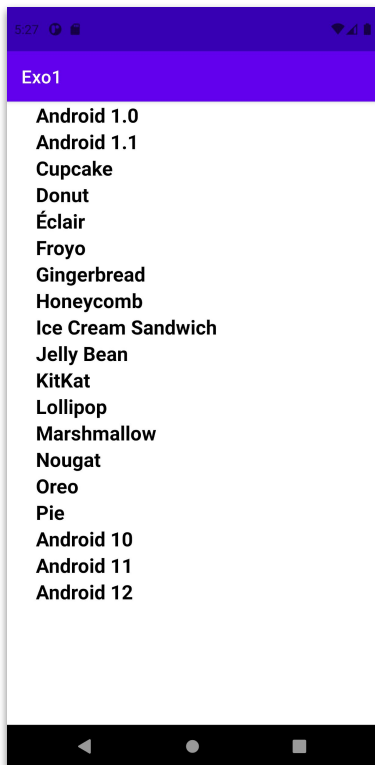 5:27
Exo1
Android 1.0
Android 1.1
Cupcake
Donut
Éclair
Froyo
Gingerbread
Honeycomb
Ice Cream Sandwich
Jelly Bean
KitKat
Lollipop
Marshmallow
Nougat
Oreo
Pie
Android 10
Android 11
Android 12